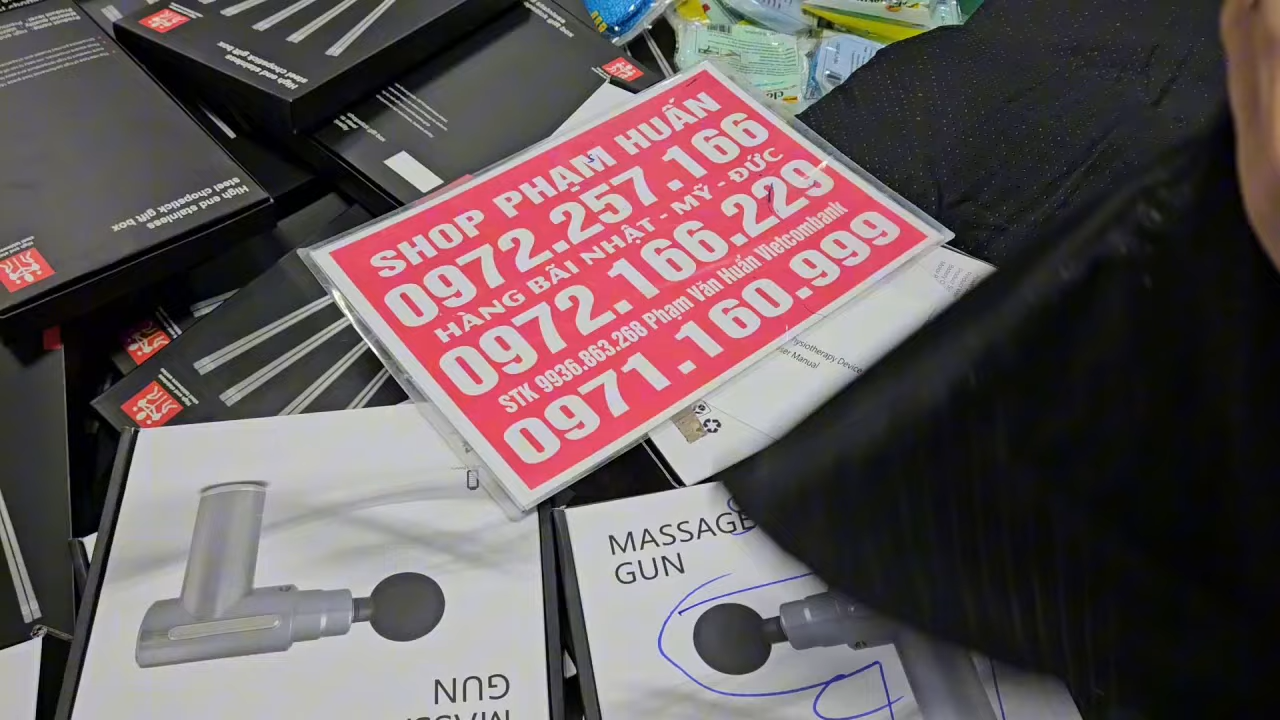 High end stainless
steel chopstick gift box
High end stainless
steel chopstick gift
box
SHOP PHẠM HUẤN
0972.257.166
HÀNG BÃI NHẬT - MỸ - ĐỨC
0972.166.229
STK 9936.863.268 Phạm Văn Huấn Vietcombank
0971.160.999
User Manual
MASSAGE
GUN
GUN